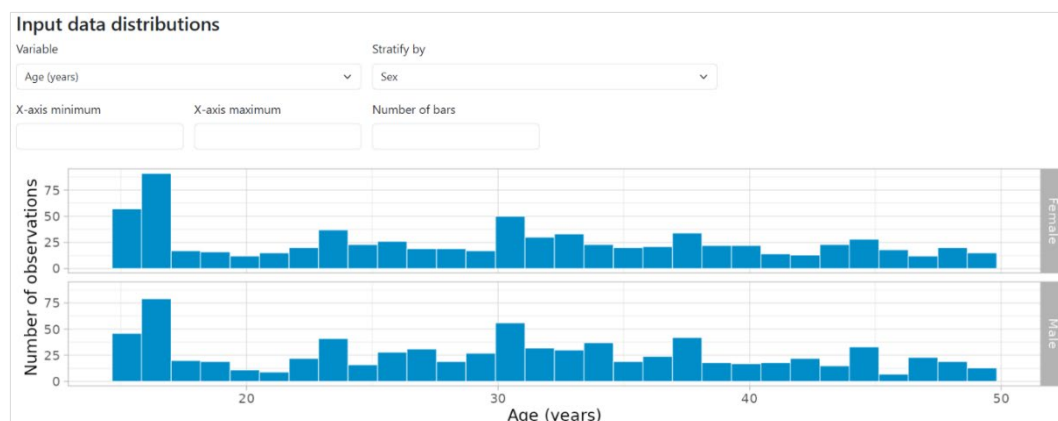 Input data distributions
Variable
Stratify by
Age (years)
Sex
X-axis minimum
X-axis maximum
Number of bars
Number of observations
75
50
25
0
Female
75
50
25
0
Male
20
30
40
50
Age (years)